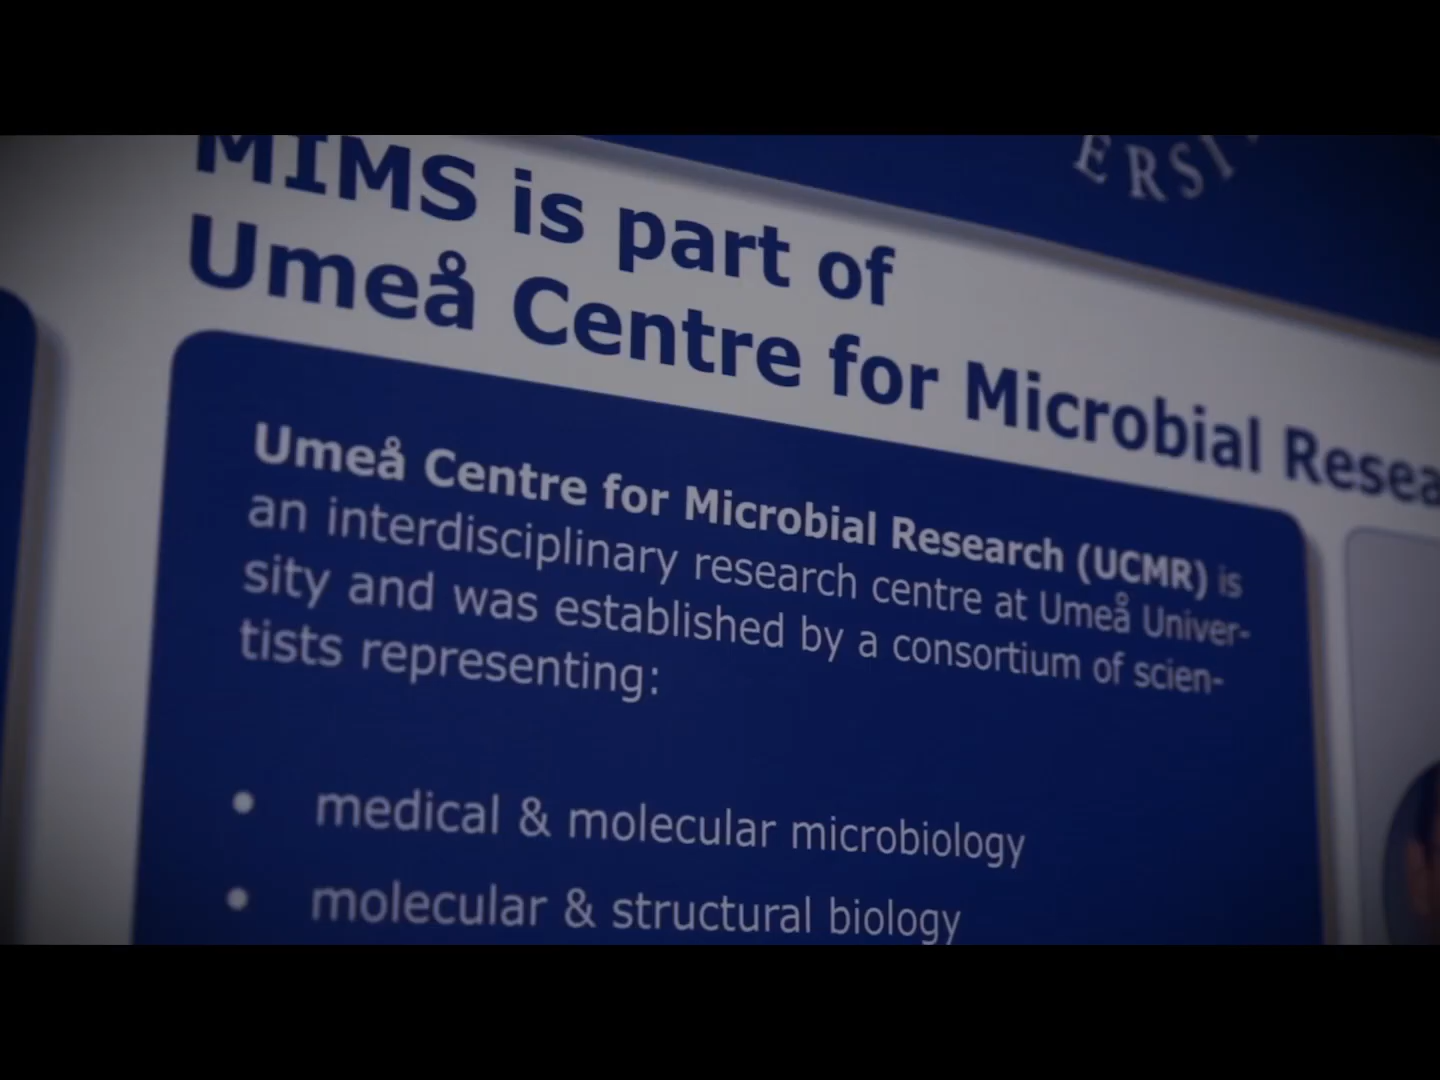 ERSI
MIMS is part of
Umeå Centre for Microbial Resea
Umeå Centre for Microbial Research (UCMR) is
an interdisciplinary research centre at Umeå Univer-
sity and was established by a consortium of scien-
tists representing:
• medical & molecular microbiology
• molecular & structural biology